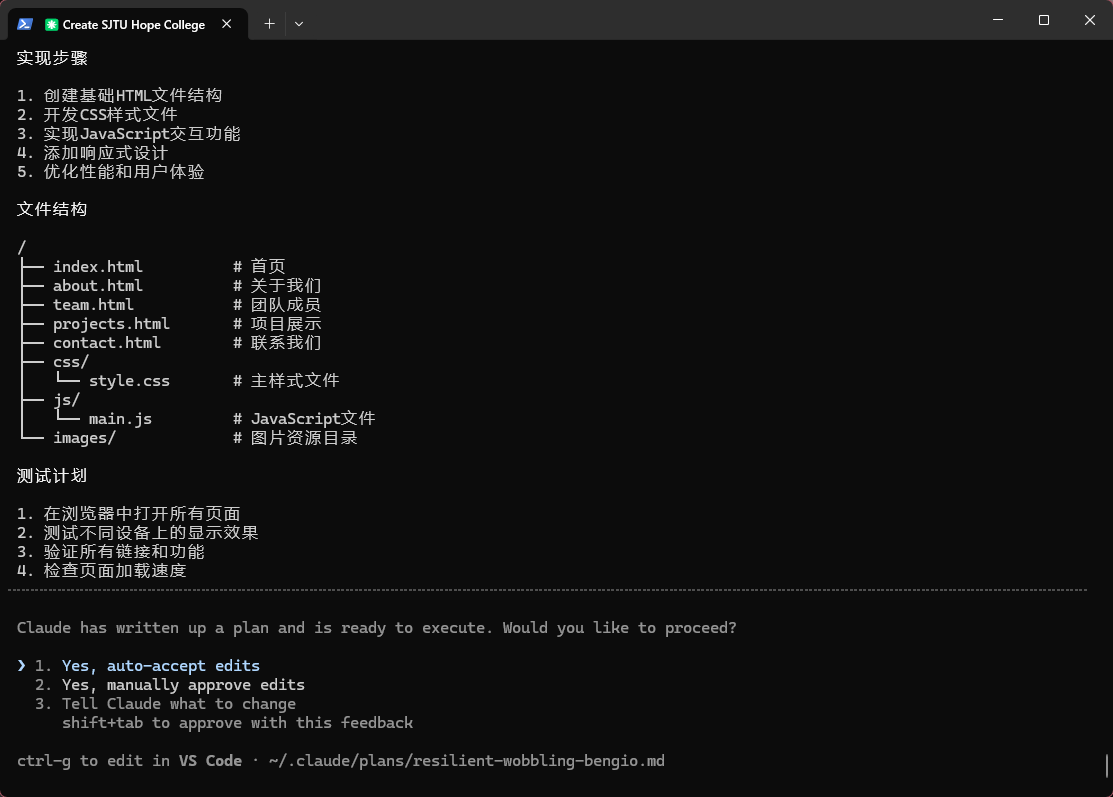 Create SJTU Hope College
实现步骤
1. 创建基础HTML文件结构
2. 开发CSS样式文件
3. 实现JavaScript交互功能
4. 添加响应式设计
5. 优化性能和用户体验
文件结构
/
├── index.html          # 首页
├── about.html          # 关于我们
├── team.html           # 团队成员
├── projects.html       # 项目展示
├── contact.html        # 联系我们
├── css/
│   └── style.css       # 主样式文件
├── js/
│   └── main.js         # JavaScript文件
└── images/             # 图片资源目录
测试计划
1. 在浏览器中打开所有页面
2. 测试不同设备上的显示效果
3. 验证所有链接和功能
4. 检查页面加载速度
Claude has written up a plan and is ready to execute. Would you like to proceed?
❯ 1. Yes, auto-accept edits
2. Yes, manually approve edits
3. Tell Claude what to change
shift+tab to approve with this feedback
ctrl-g to edit in VS Code · ~/.claude/plans/resilient-wobbling-bengio.md